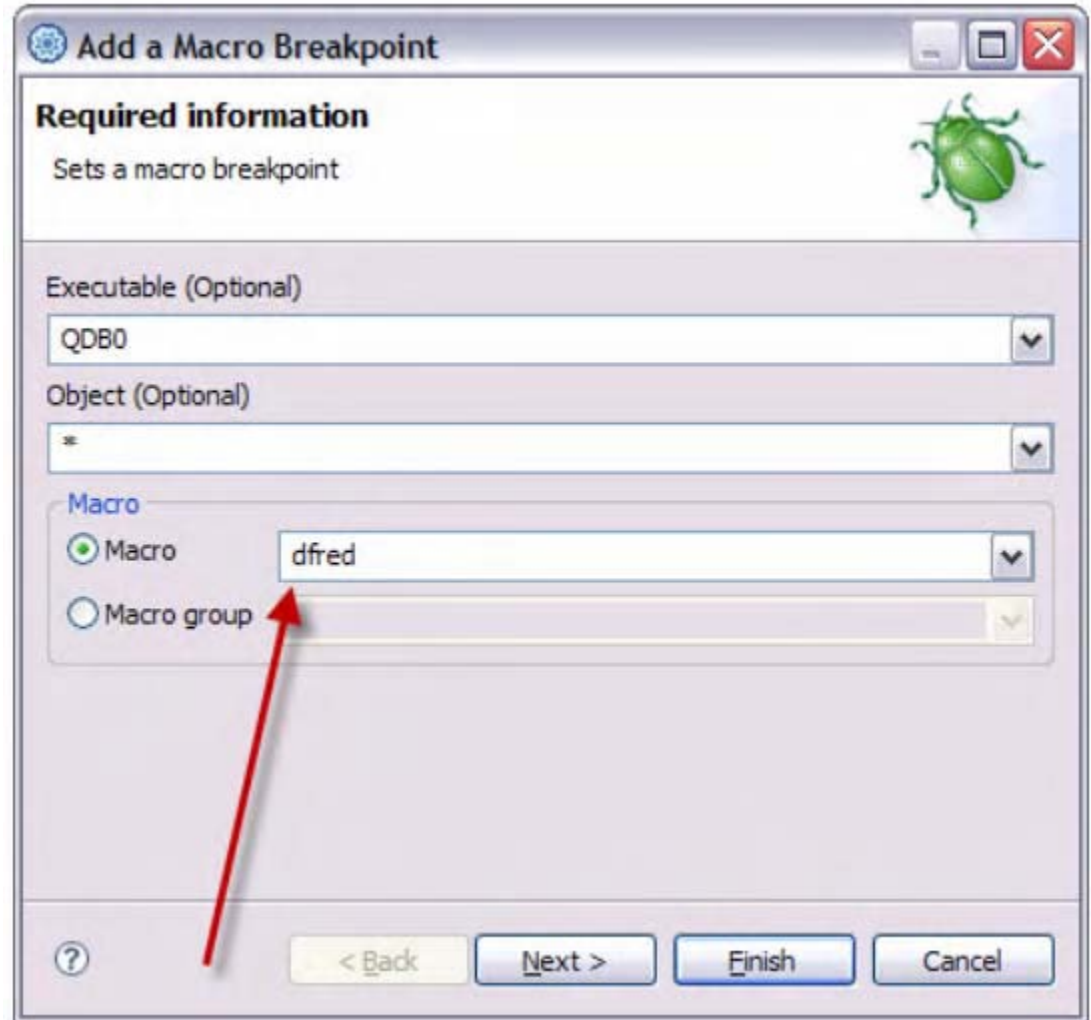 Add a Macro Breakpoint
Required information
Sets a macro breakpoint
Executable (Optional)
QDB0
Object (Optional)
*
Macro
Macro dfred
Macro group
? < Back Next > Finish Cancel